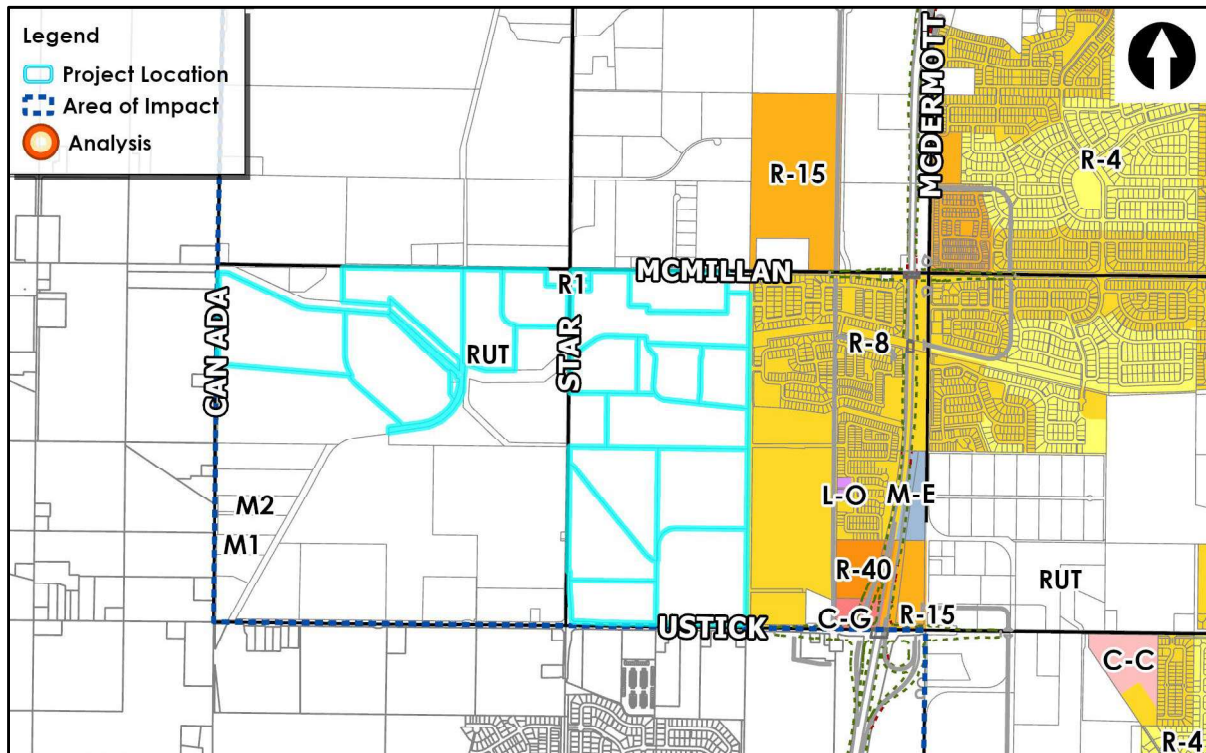 Legend
Project Location
Area of Impact
Analysis
MCDERMOTT
R-15
R-4
MCMILLAN
R1
CAN ADA
STAR
RUT
R-8
L-O
M-E
M2
M1
R-40
RUT
C-G
R-15
USTICK
C-C
R-4